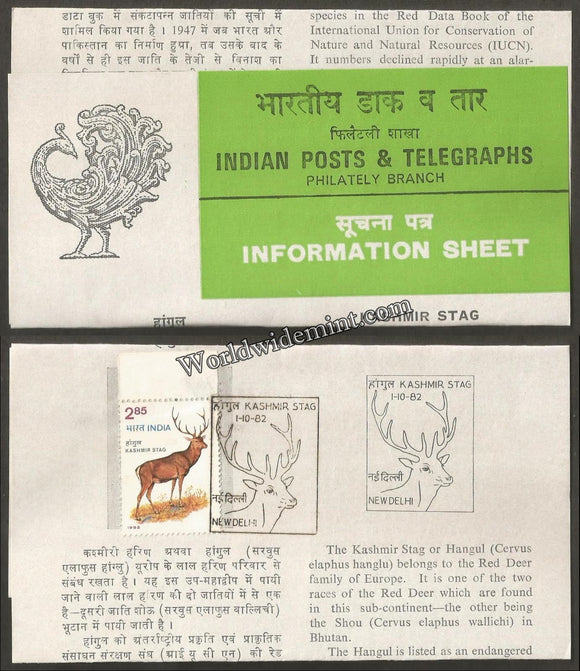 डाटा बुक में संकेटापन्न जातियों की सूची में
शामिल किया गया है । 1947 में जब भारत और
पाकिस्तान का निर्माण हुआ, तब उसके बाद के
वर्षों से ही इस जाति के तेजी से विनाश का
species in the Red Data Book of the
International Union for Conservation of
Nature and Natural Resources (IUCN).
It numbers declined rapidly at an alar-
भारतीय डाक व तार
फिलैटली शाखा
INDIAN POSTS & TELEGRAPHS
PHILATELY BRANCH
सूचना पत्र
INFORMATION SHEET
हांगुल
KASHMIR STAG
Worldwidemint.com
2.85
भारत INDIA
हांगुल
KASHMIR STAG
1982
हांगुल KASHMIR STAG
1-10-82
नई दिल्ली
NEW DELHI
हांगुल KASHMIR STAG
1-10-82
नई दिल्ली
NEW DELHI
कश्मीरी हरिण अथवा हांगुल (सरवुस
एलाफुस हांग्लु) यूरोप के लाल हरिण परिवार से
संबंध रखता है । यह इस उप-महाद्वीप में पायी
जाने वाली लाल हरिण की दो जातियों में से एक
है—दूसरी जाति शोऊ (सरवुस एलाफुस वाल्लिची)
भूटान में पायी जाती है ।
हांगुल को अंतर्राष्ट्रीय प्रकृति एवं प्राकृतिक
संसाधन संरक्षण संघ (आई यू सी एन) की रेड
The Kashmir Stag or Hangul (Cervus
elaphus hanglu) belongs to the Red Deer
family of Europe. It is one of the two
races of the Red Deer which are found
in this sub-continent—the other being
the Shou (Cervus elaphus wallichi) in
Bhutan.
The Hangul is listed as an endangered